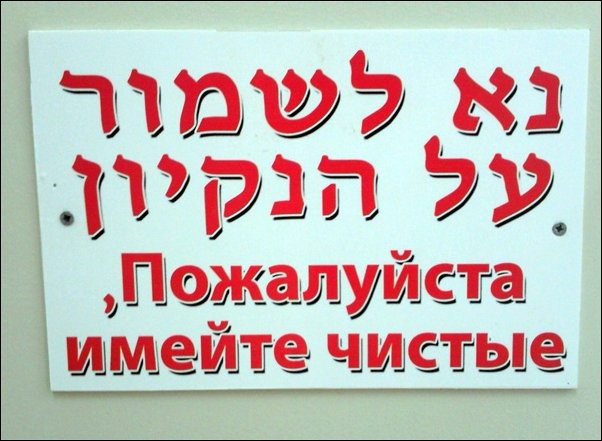 נא לשמור
על הנקיון
,Пожалуйста
имейте чистые